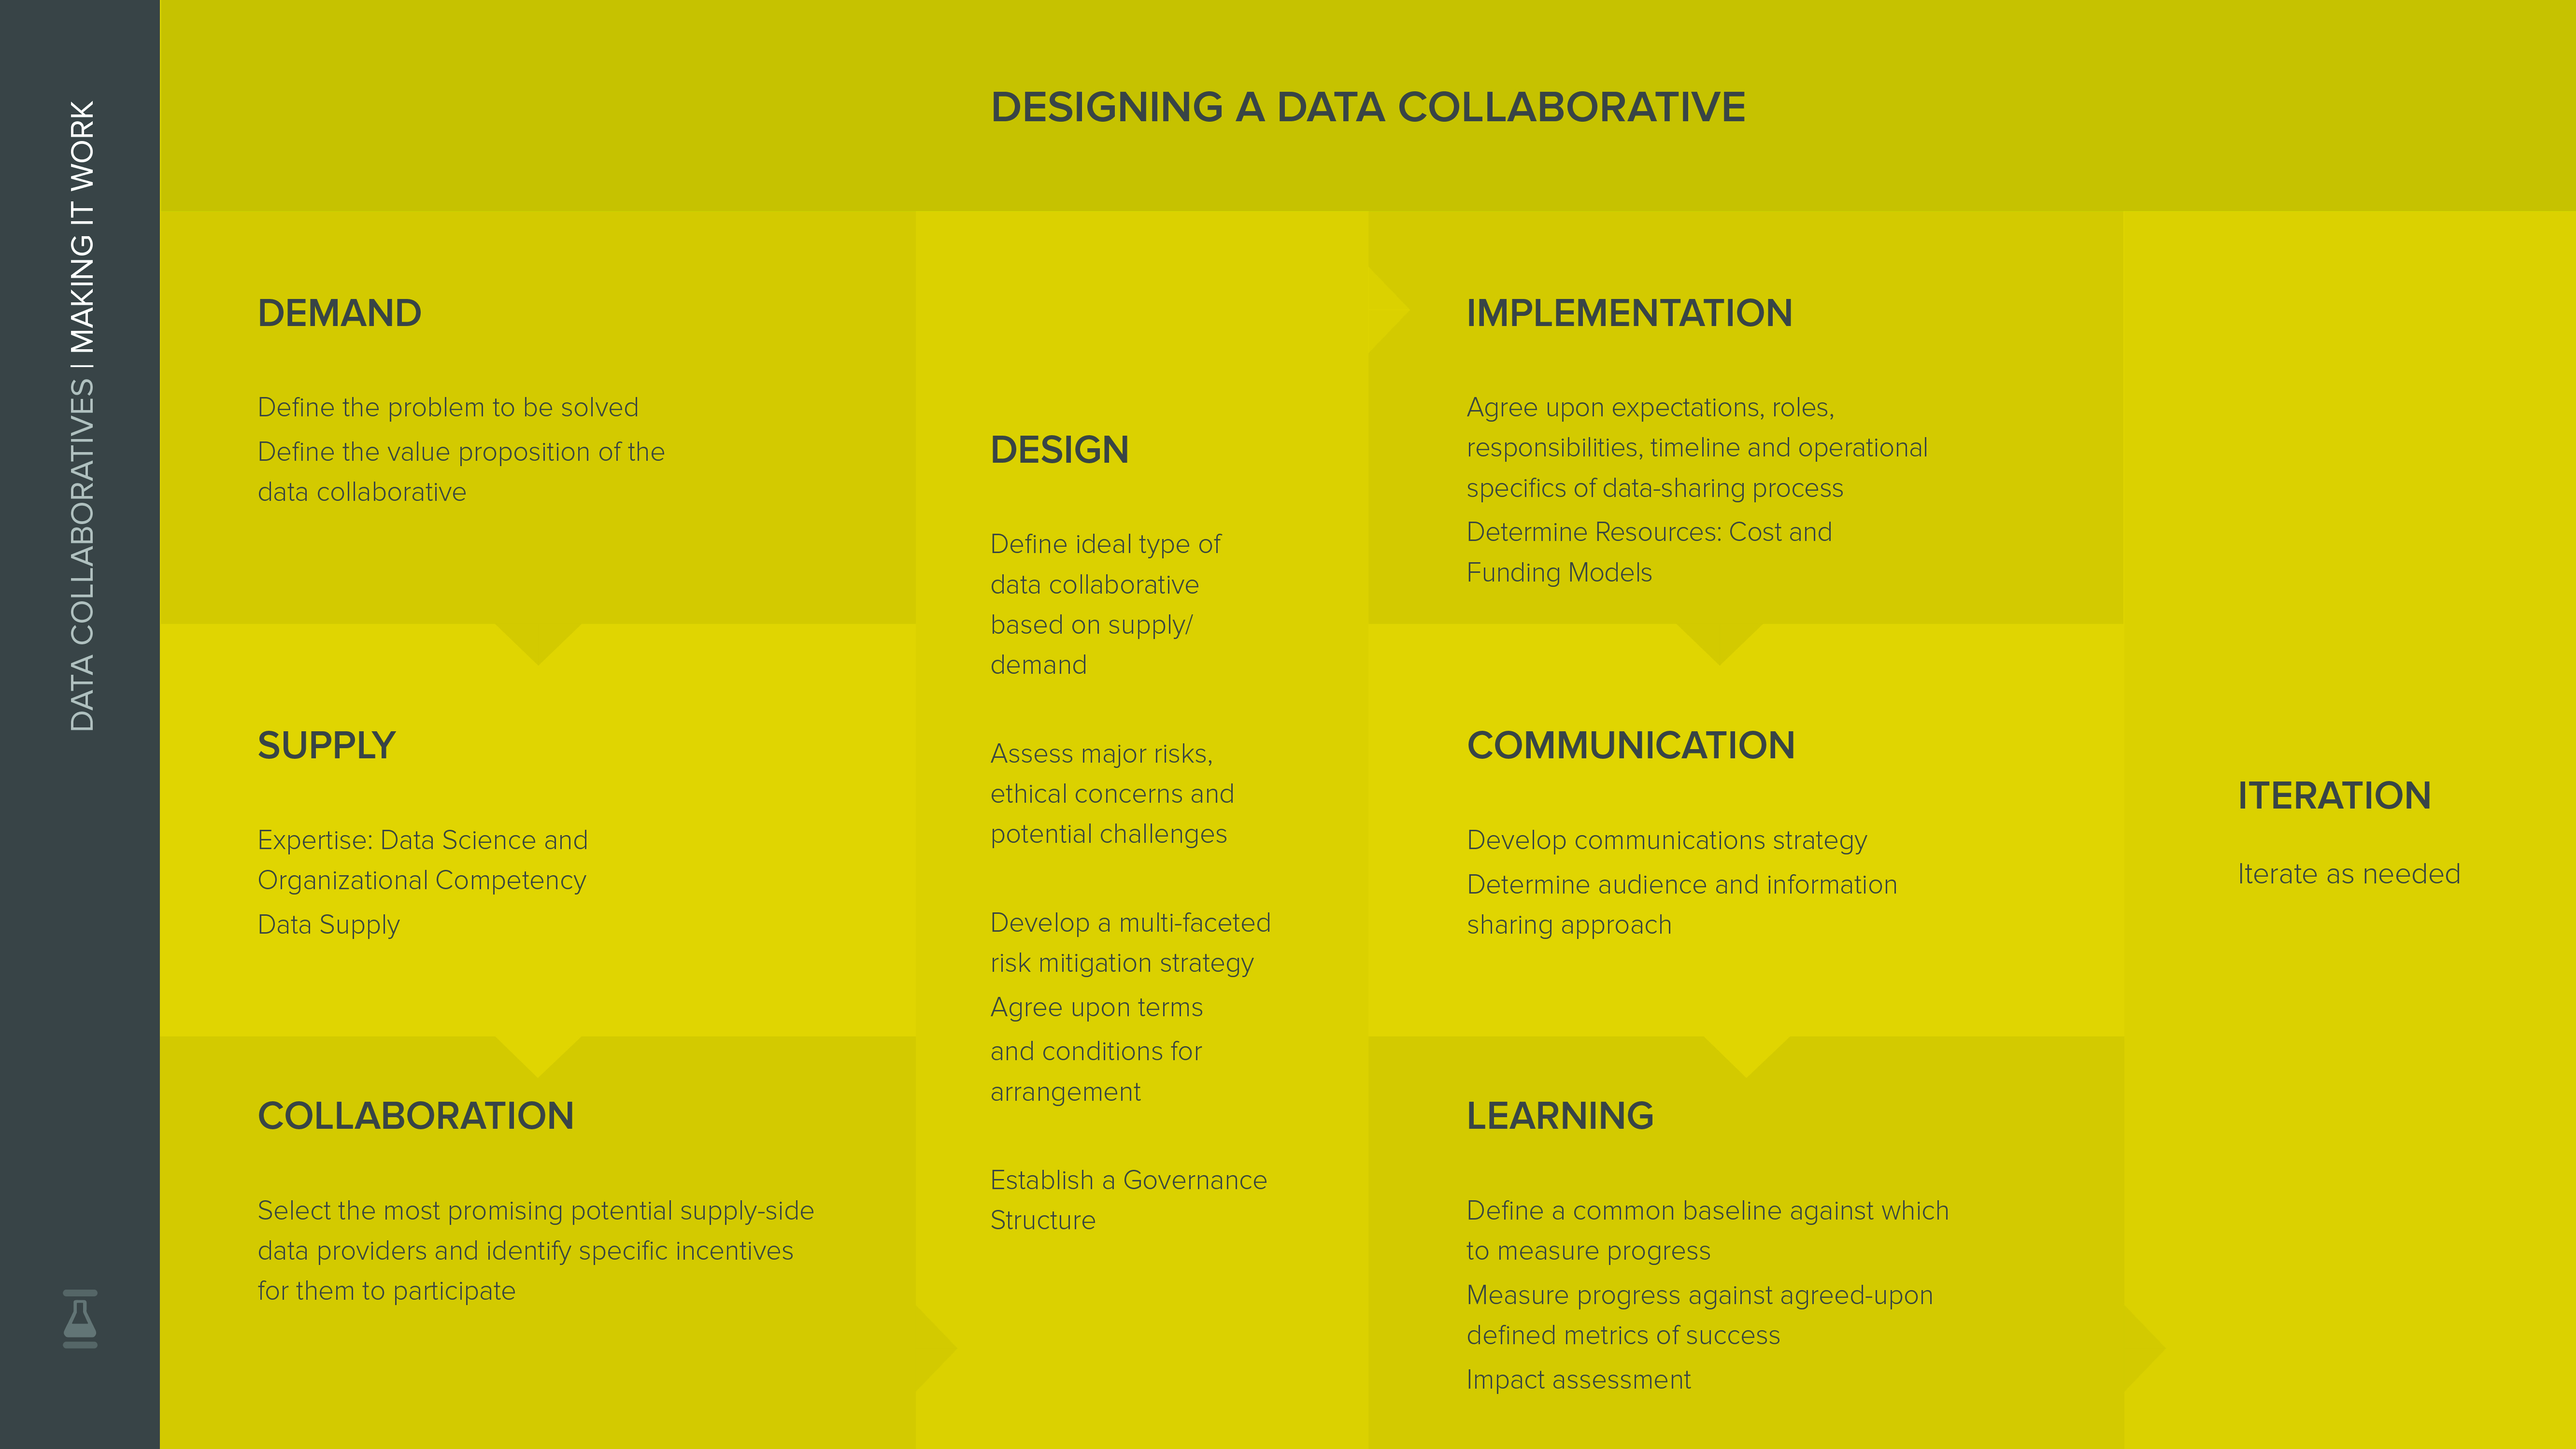 DATA COLLABORATIVES | MAKING IT WORK
DESIGNING A DATA COLLABORATIVE
DEMAND
Define the problem to be solved
Define the value proposition of the
data collaborative
SUPPLY
Expertise: Data Science and
Organizational Competency
Data Supply
COLLABORATION
Select the most promising potential supply-side
data providers and identify specific incentives
for them to participate
DESIGN
Define ideal type of
data collaborative
based on supply/
demand
Assess major risks,
ethical concerns and
potential challenges
Develop a multi-faceted
risk mitigation strategy
Agree upon terms
and conditions for
arrangement
Establish a Governance
Structure
IMPLEMENTATION
Agree upon expectations, roles,
responsibilities, timeline and operational
specifics of data-sharing process
Determine Resources: Cost and
Funding Models
COMMUNICATION
Develop communications strategy
Determine audience and information
sharing approach
LEARNING
Define a common baseline against which
to measure progress
Measure progress against agreed-upon
defined metrics of success
Impact assessment
ITERATION
Iterate as needed